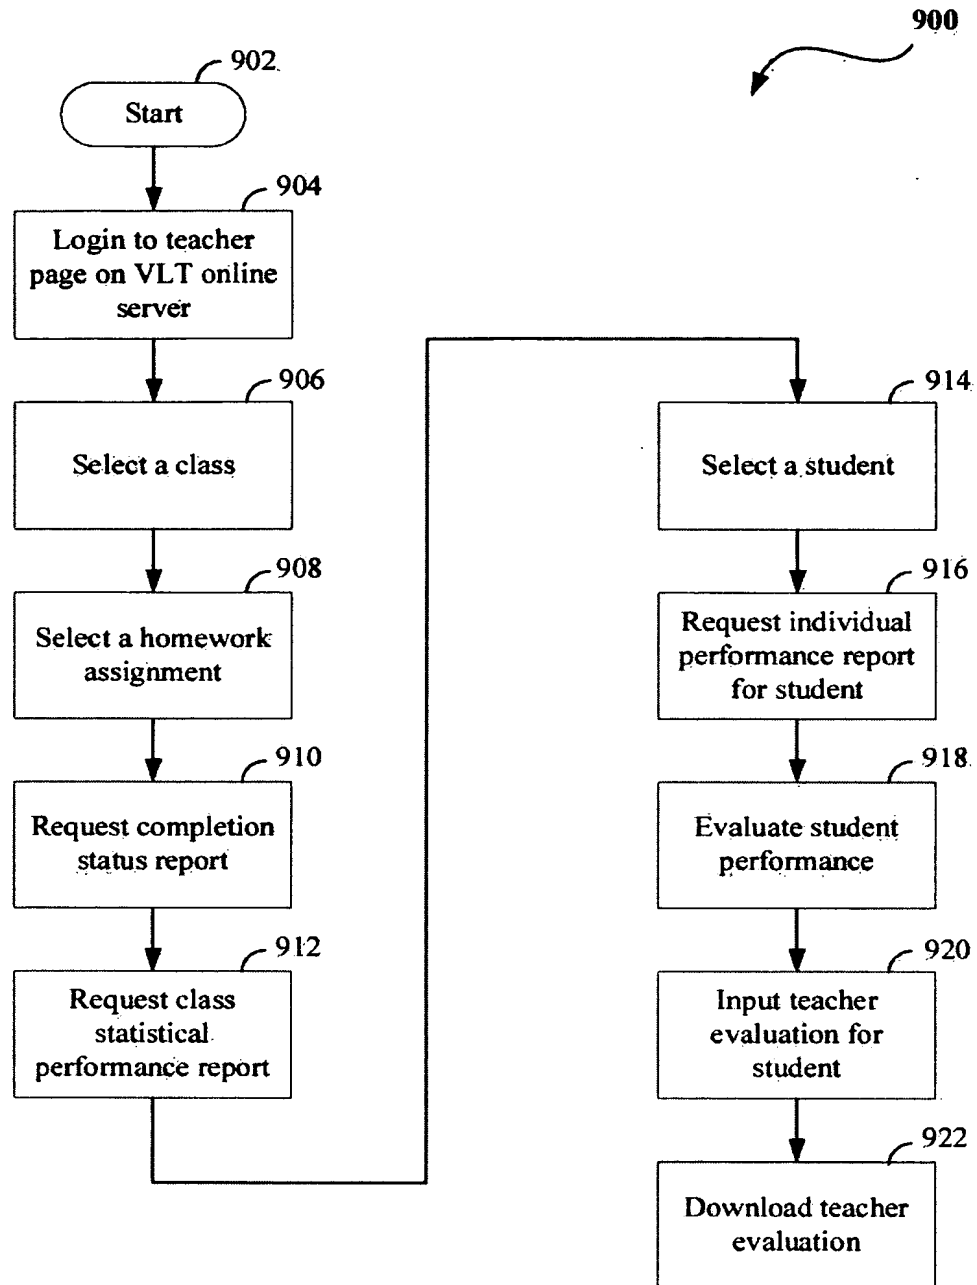 900
902
Start
904
Login to teacher
page on VLT online
server
906
Select a class
908
Select a homework
assignment
910
Request completion
status report
912
Request class
statistical
performance report
914
Select a student
916
Request individual
performance report
for student
918
Evaluate student
performance
920
Input teacher
evaluation for
student
922
Download teacher
evaluation